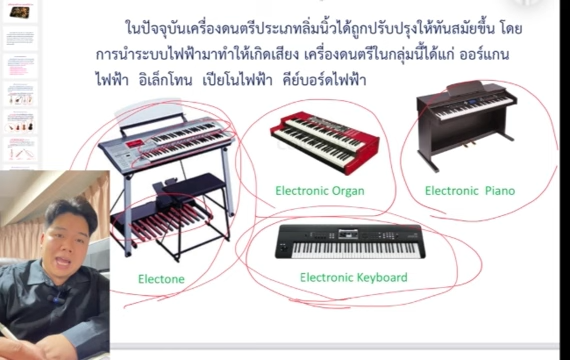 ในปัจจุบันเครื่องดนตรีประเภทลิ่มนิ้วได้ถูกปรับปรุงให้ทันสมัยขึ้น โดย
การนำระบบไฟฟ้ามาทำให้เกิดเสียง เครื่องดนตรีในกลุ่มนี้ได้แก่ ออร์แกน
ไฟฟ้า อิเล็กโทน เปียโนไฟฟ้า คีย์บอร์ดไฟฟ้า
Electronic Organ
Electronic Piano
Electone
Electronic Keyboard